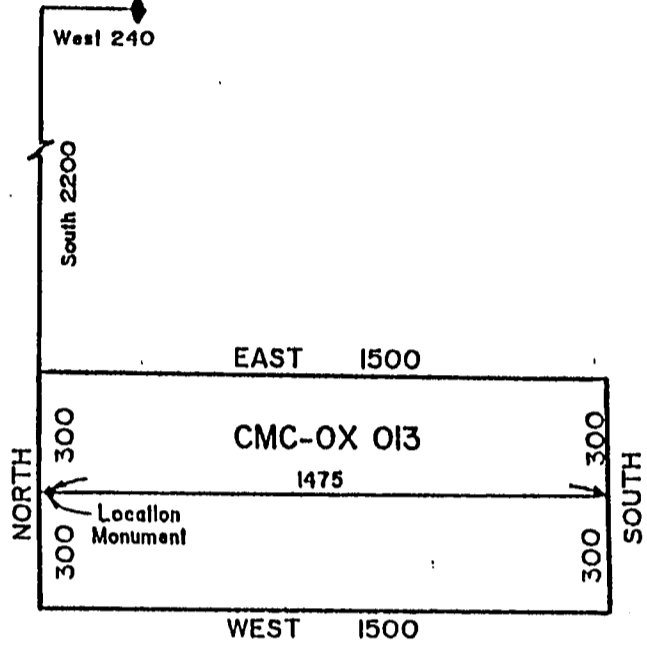 West 240
South 2200
EAST 1500
300
CMC-OX 013
300
1475
NORTH
SOUTH
Location
Monument
300
300
WEST 1500